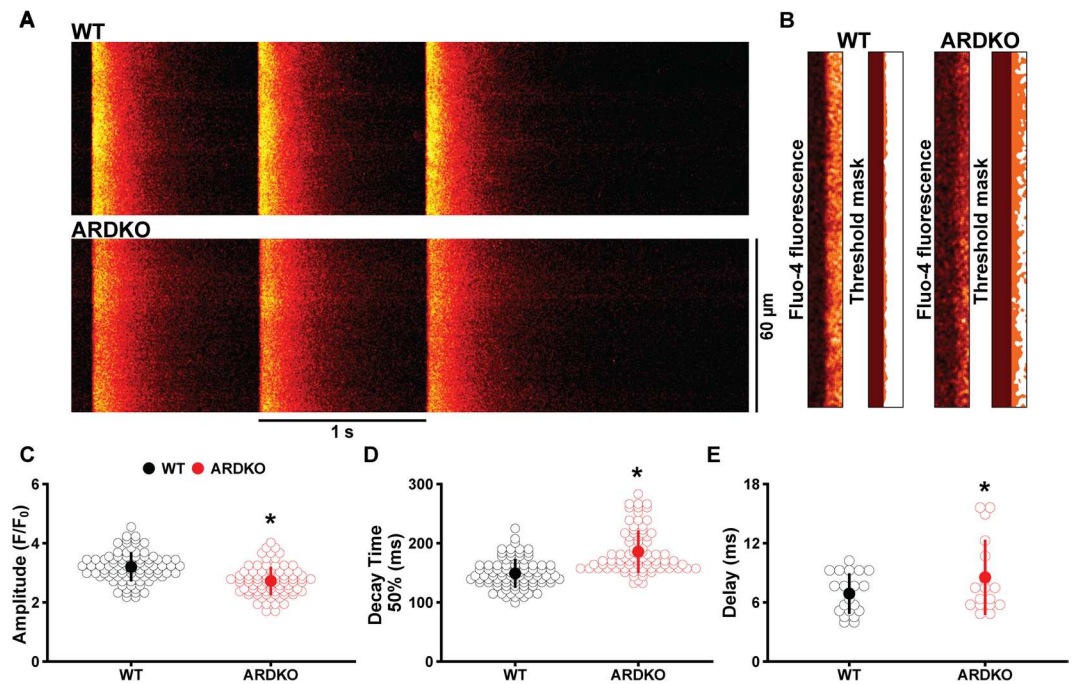 A
WT
ARDKO
60 µm
1 s
B
WT
ARDKO
Fluo-4 fluorescence
Threshold mask
Fluo-4 fluorescence
Threshold mask
C
WT
ARDKO
*
Amplitude (F/F0)
6
4
2
0
WT
ARDKO
D
*
Decay Time
50% (ms)
300
200
100
0
WT
ARDKO
E
*
Delay (ms)
18
12
6
0
WT
ARDKO